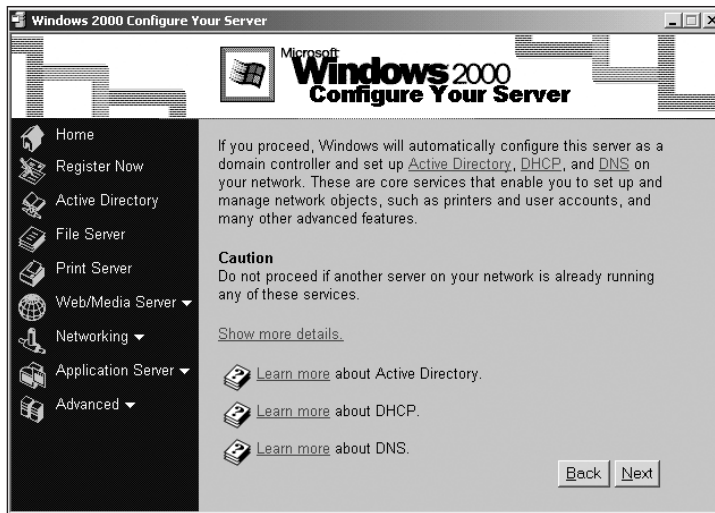 Windows 2000 Configure Your Server
Microsoft
Windows 2000
Configure Your Server
Home
Register Now
Active Directory
File Server
Print Server
Web/Media Server
Networking
Application Server
Advanced
If you proceed, Windows will automatically configure this server as a
domain controller and set up Active Directory, DHCP, and DNS on
your network. These are core services that enable you to set up and
manage network objects, such as printers and user accounts, and
many other advanced features.
Caution
Do not proceed if another server on your network is already running
any of these services.
Show more details.
Learn more about Active Directory.
Learn more about DHCP.
Learn more about DNS.
Back Next